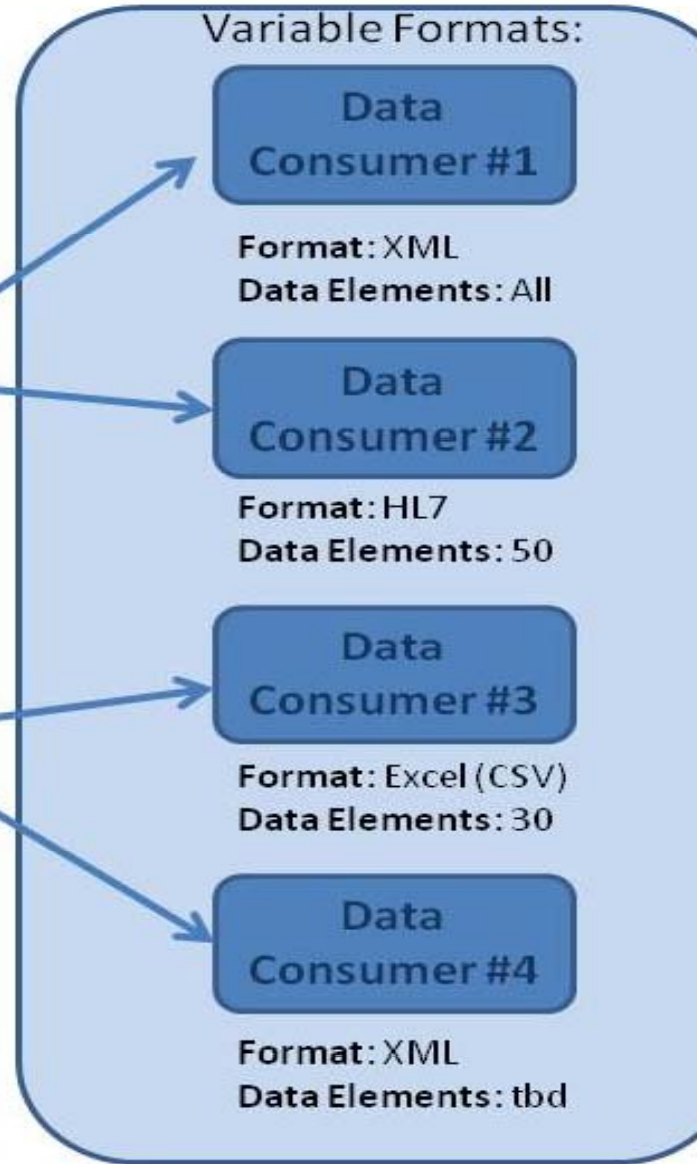 Variable Formats:
Data
Consumer #1
Format: XML
Data Elements: All
Data
Consumer #2
Format: HL7
Data Elements: 50
Data
Consumer #3
Format: Excel (CSV)
Data Elements: 30
Data
Consumer #4
Format: XML
Data Elements: tbd